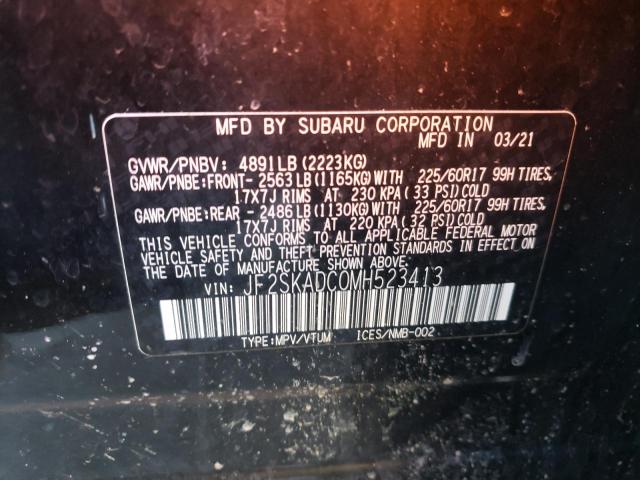 MFD BY SUBARU CORPORATION
MFD IN 03/21
GVWR/PNBV: 4891LB (2223KG)
GAWR/PNBE:FRONT- 2563LB (1165KG) WITH 225/60R17 99H TIRES,
17X7J RIMS AT 230 KPA (33 PSI) COLD
GAWR/PNBE:REAR - 2486LB (1130KG) WITH 225/60R17 99H TIRES,
17X7J RIMS AT 220 KPA (32 PSI) COLD
THIS VEHICLE CONFORMS TO ALL APPLICABLE FEDERAL MOTOR
VEHICLE SAFETY AND THEFT PREVENTION STANDARDS IN EFFECT ON
THE DATE OF MANUFACTURE SHOWN ABOVE.
VIN: JF2SKADC0MH523413
TYPE:MPV/VTUM ICES/NMB-002